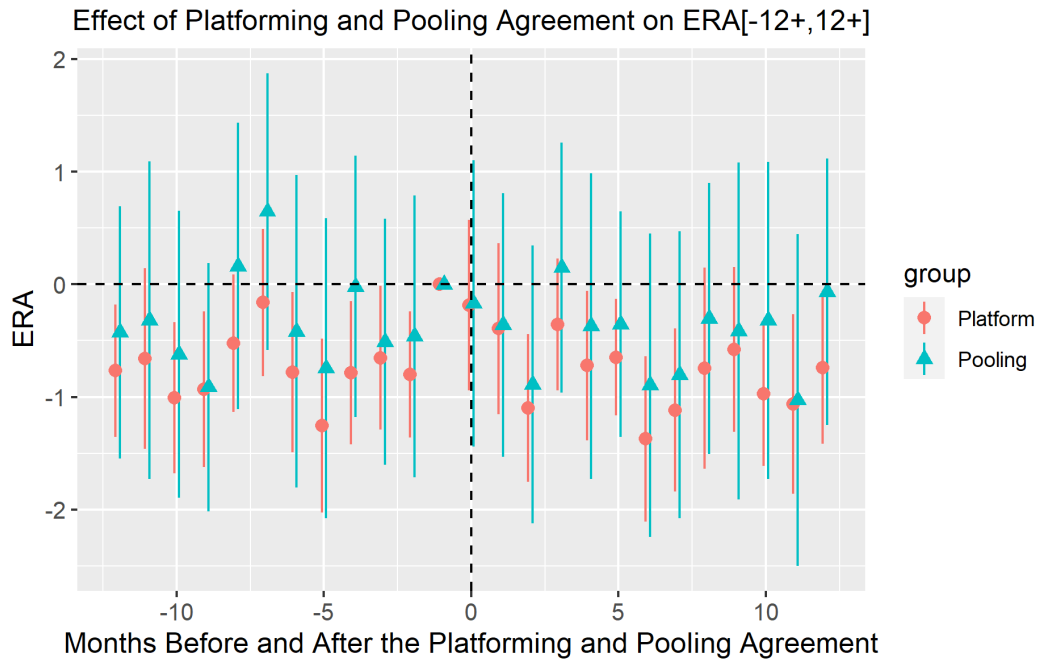 Effect of Platforming and Pooling Agreement on ERA[-12+,12+]
2
1
0
-1
-2
ERA
-10
-5
0
5
10
Months Before and After the Platforming and Pooling Agreement
group
Platform
Pooling